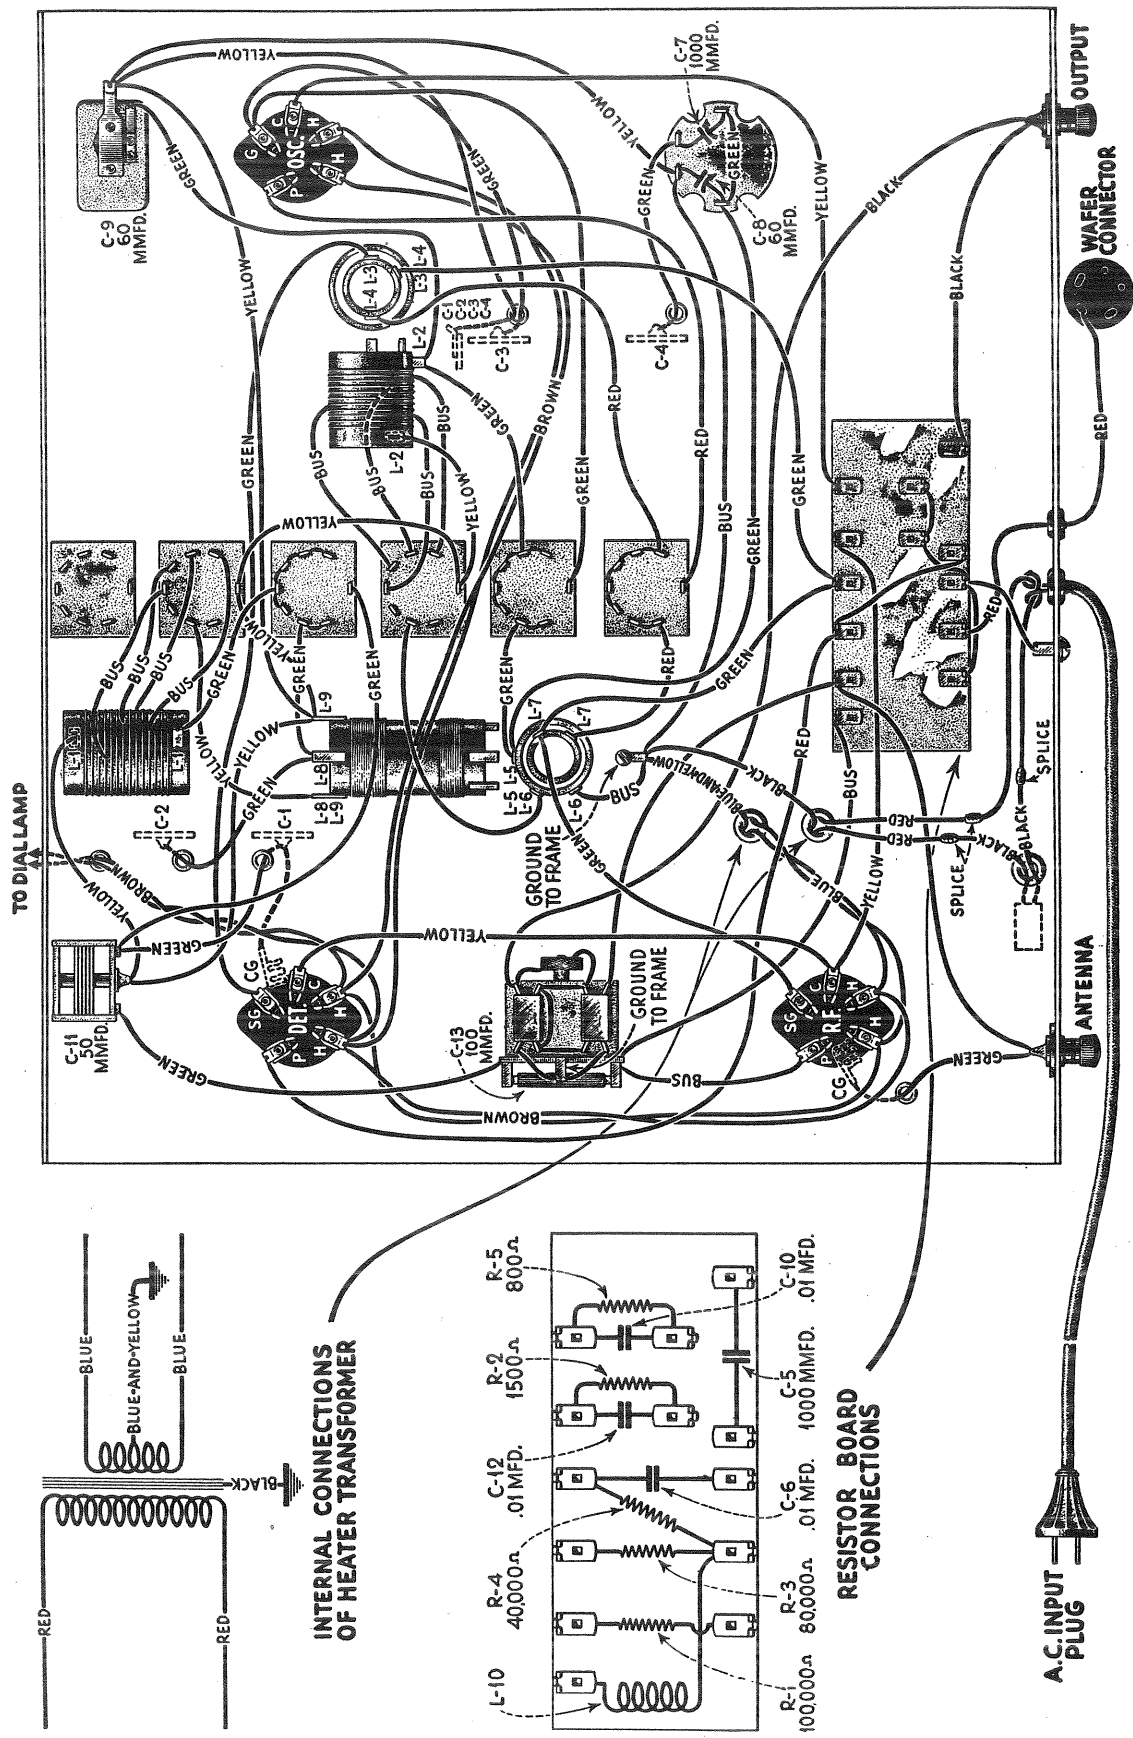 TO DIAL LAMP
C-11
50
MMFD.
GREEN
YELLOW
BROWN
C-2
C-1
GREEN
YELLOW
YELLOW
L-1
L-1
BUS
BUS
BUS
BUS
GREEN
YELLOW
GREEN
YELLOW
GREEN
L-8
L-9
L-8
L-9
L-5
L-6
L-5
L-7
L-7
L-6
GREEN
RED
GREEN
BUS
GROUND
TO FRAME
GREEN
BLUE-AND-YELLOW
BLACK
RED
BUS
GREEN
YELLOW
C-9
60
MMFD.
YELLOW
GREEN
G
C
H
H
P
OSC.
GREEN
YELLOW
L-4
L-3
L-3
L-4
L-2
L-2
C-1
C-2
C-3
C-4
C-3
C-4
BUS
BUS
BUS
BUS
GREEN
YELLOW
BROWN
GREEN
RED
RED
BUS
GREEN
GREEN
YELLOW
C-7
1000
MMFD.
GREEN
GREEN
C-8
60
MMFD.
YELLOW
BLACK
BLACK
OUTPUT
WAFER
CONNECTOR
RED
RED
SPLICE
BLACK
RED
RED
BLACK
SPLICE
BLUE
YELLOW
CG
SG
C
H
H
P
DET.
YELLOW
GREEN
C-13
100
MMFD.
GROUND
TO FRAME
BUS
BROWN
SG
C
H
H
P
R.F.
CG
GREEN
ANTENNA
RED
RED
BLUE
BLUE-AND-YELLOW
BLUE
BLACK
INTERNAL CONNECTIONS
OF HEATER TRANSFORMER
L-10
R-4
40,000Ω
C-12
.01 MFD.
R-2
1500Ω
R-5
800Ω
R-1
100,000Ω
R-3
80,000Ω
C-6
.01 MFD.
C-5
1000 MMFD.
C-10
.01 MFD.
RESISTOR BOARD
CONNECTIONS
A.C. INPUT
PLUG